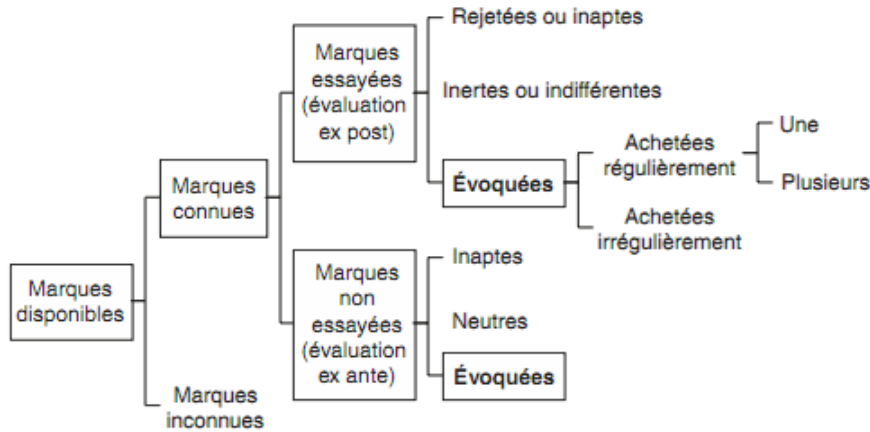 Rejetées ou inaptes
Marques
essayées
(évaluation
ex post)
Inertes ou indifférentes
Une
Achetées
régulièrement
Plusieurs
Évoquées
Marques
connues
Achetées
irrégulièrement
Marques
non
essayées
(évaluation
ex ante)
Inaptes
Neutres
Évoquées
Marques
disponibles
Marques
inconnues